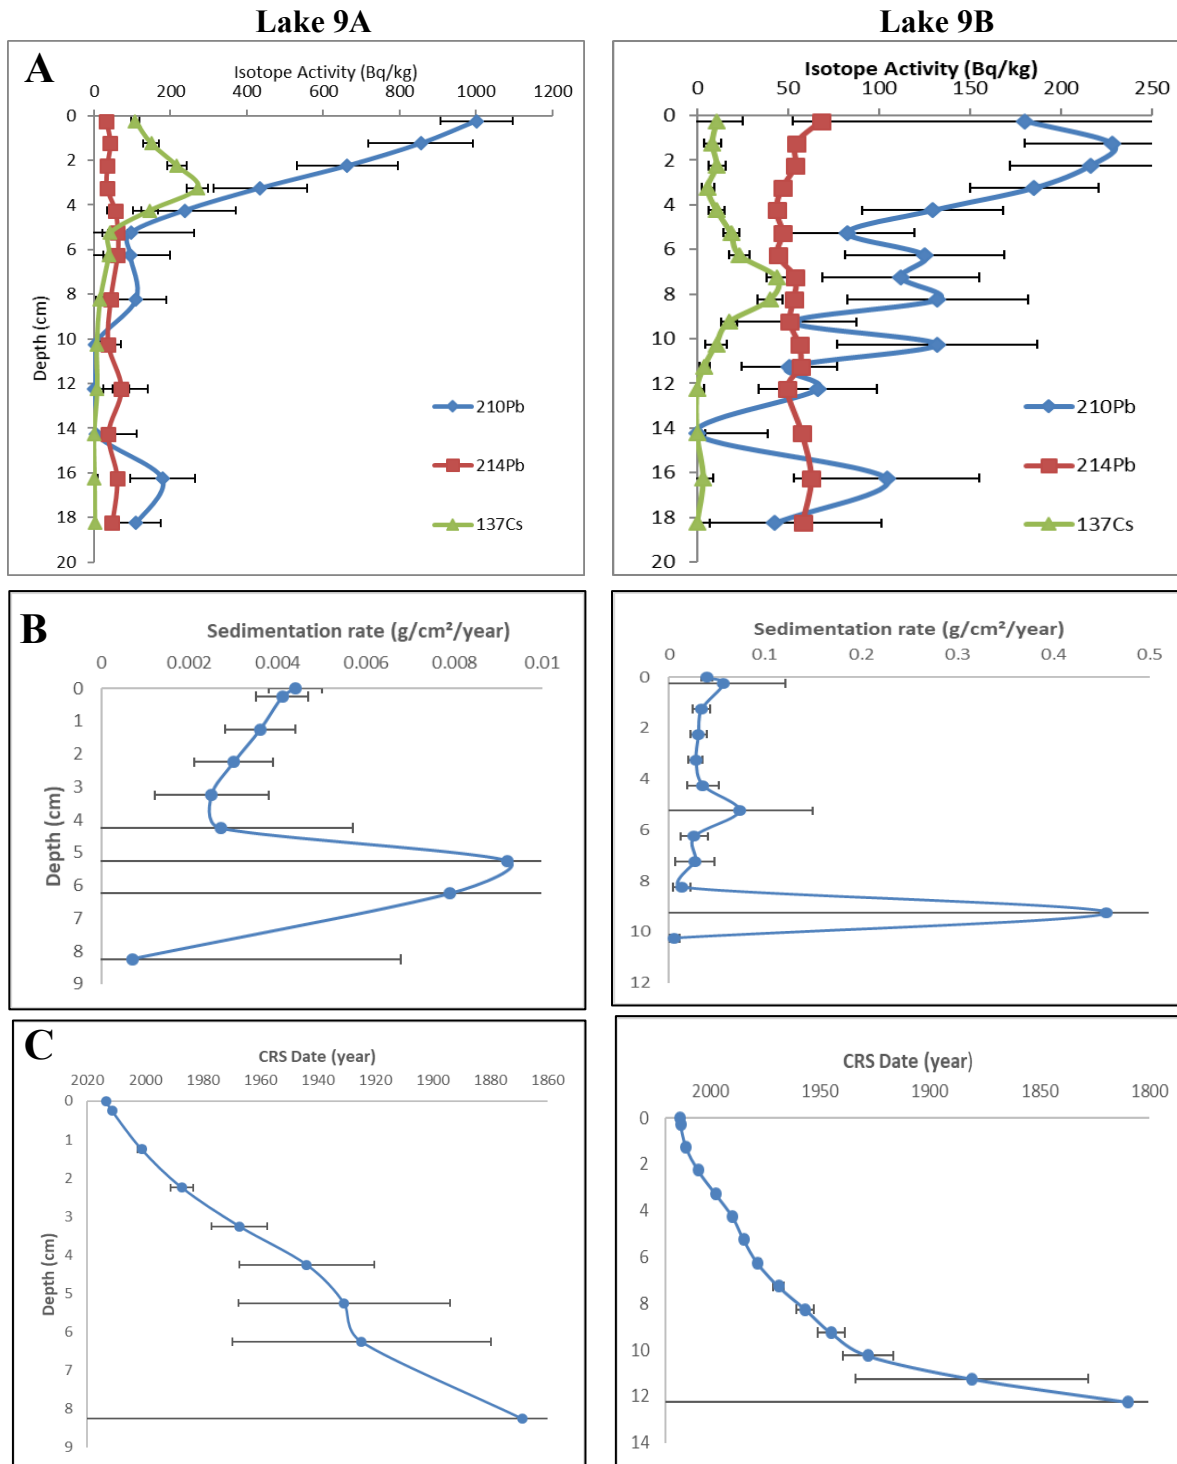 Lake 9A
Lake 9B
A
Isotope Activity (Bq/kg)
0 200 400 600 800 1000 1200
0
2
4
6
8
10
12
14
16
18
20
Depth (cm)
210Pb
214Pb
137Cs
Isotope Activity (Bq/kg)
0 50 100 150 200 250
0
2
4
6
8
10
12
14
16
18
20
210Pb
214Pb
137Cs
B
Sedimentation rate (g/cm²/year)
0 0.002 0.004 0.006 0.008 0.01
0
1
2
3
4
5
6
7
8
9
Depth (cm)
Sedimentation rate (g/cm²/year)
0 0.1 0.2 0.3 0.4 0.5
0
2
4
6
8
10
12
C
CRS Date (year)
2020 2000 1980 1960 1940 1920 1900 1880 1860
0
1
2
3
4
5
6
7
8
9
Depth (cm)
CRS Date (year)
2000 1950 1900 1850 1800
0
2
4
6
8
10
12
14